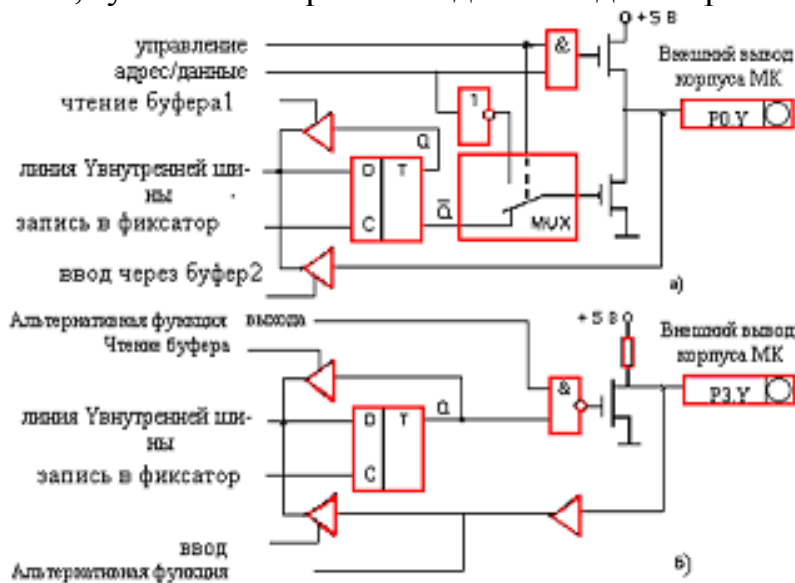 +5 В
управление
адрес/данные
&
Внешний вывод
корпуса МК
чтение буфера1
1
P0.Y
Q
линия Yвнутренней ши-
ны
D T
запись в фиксатор
C
Q̅
MUX
ввод через буфер2
а)
Альтернативная функция выхода
+5 В
Чтение буфера
Внешний вывод
корпуса МК
&
P3.Y
Q
линия Yвнутренней ши-
ны
D T
запись в фиксатор
C
ввод
Альтернативная функция
б)